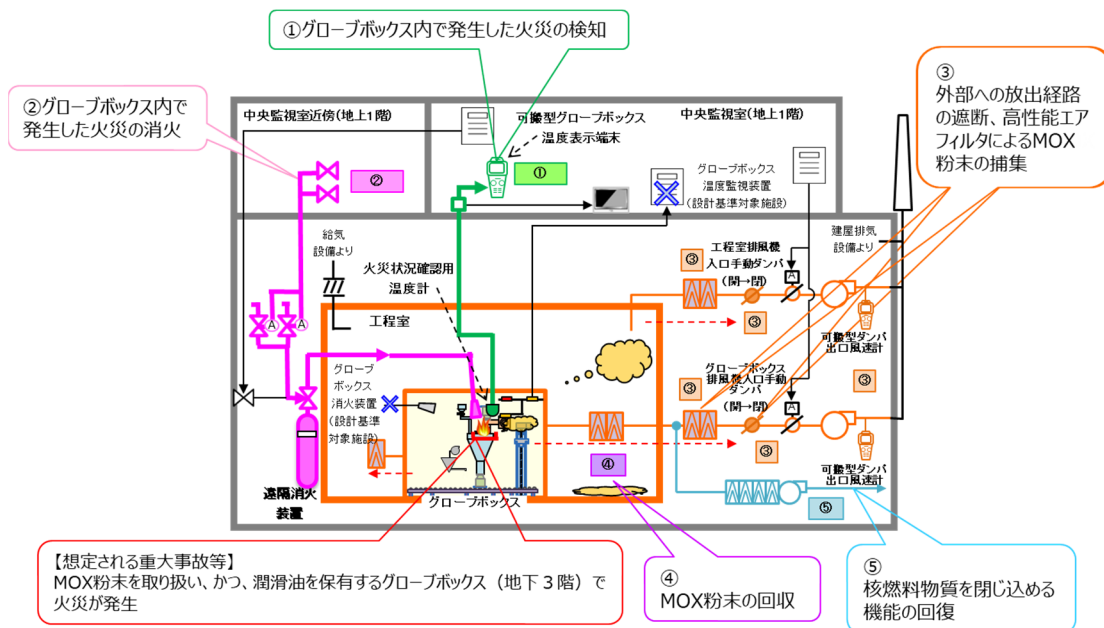 ①グローブボックス内で発生した火災の検知
②グローブボックス内で
発生した火災の消火
③
外部への放出経路
の遮断、高性能エア
フィルタによるMOX
粉末の捕集
中央監視室近傍(地上1階)
可搬型グローブボックス
温度表示端末
中央監視室(地上1階)
①
②
グローブボックス
温度監視装置
(設計基準対象施設)
給気
設備より
火災状況確認用
温度計
工程室
③
工程室排風機
入口手動ダンパ
(開→閉)
A
建屋排気
設備より
③
可搬型ダンパ
出口風速計
A
A
グローブ
ボックス
消火装置
(設計基準
対象施設)
③
グローブボックス
排風機入口手動
ダンパ
(開→閉)
A
③
③
可搬型ダンパ
出口風速計
④
⑤
遠隔消火
装置
グローブボックス
【想定される重大事故等】
MOX粉末を取り扱い、かつ、潤滑油を保有するグローブボックス（地下３階）で
火災が発生
④
MOX粉末の回収
⑤
核燃料物質を閉じ込める
機能の回復